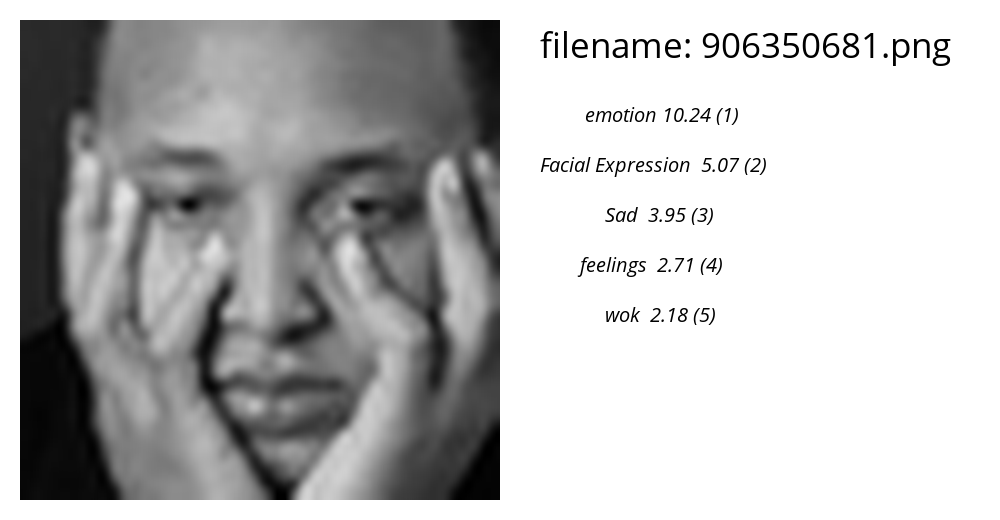 filename: 906350681.png
emotion 10.24 (1)
Facial Expression 5.07 (2)
Sad 3.95 (3)
feelings 2.71 (4)
wok 2.18 (5)